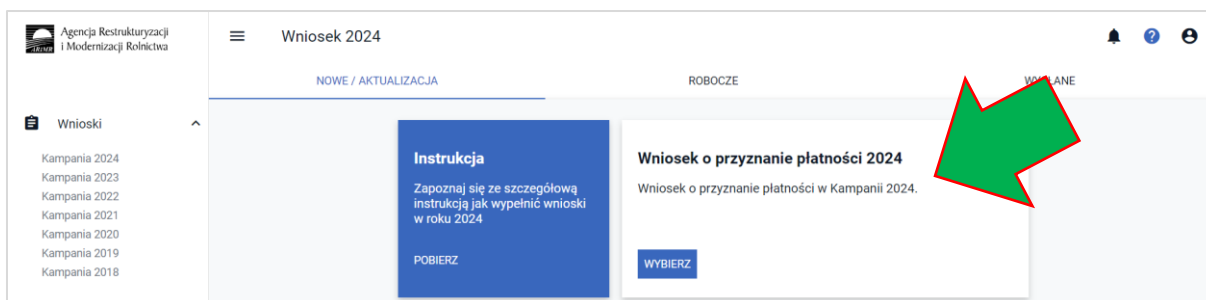 Agencja Restrukturyzacji
i Modernizacji Rolnictwa
ARiMR
Wniosek 2024
NOWE / AKTUALIZACJA
ROBOCZE
Wnioski
Kampania 2024
Kampania 2023
Kampania 2022
Kampania 2021
Kampania 2020
Kampania 2019
Kampania 2018
Instrukcja
Zapoznaj się ze szczegółową
instrukcją jak wypełnić wnioski
w roku 2024
POBIERZ
Wniosek o przyznanie płatności 2024
Wniosek o przyznanie płatności w Kampanii 2024.
WYBIERZ